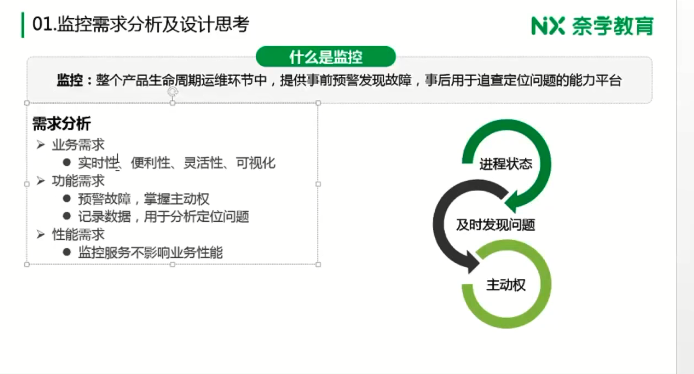 01.监控需求分析及设计思考
NX 奈学教育
什么是监控
监控：整个产品生命周期运维环节中，提供事前预警发现故障，事后用于追查定位问题的能力平台
需求分析
业务需求
实时性、便利性、灵活性、可视化
功能需求
预警故障，掌握主动权
记录数据，用于分析定位问题
性能需求
监控服务不影响业务性能
进程状态
及时发现问题
主动权